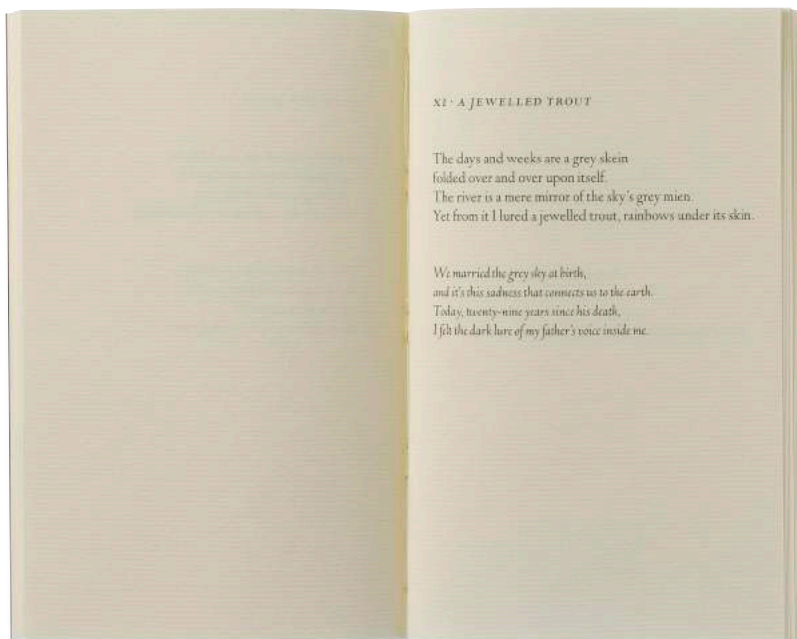 XI · A JEWELLED TROUT
The days and weeks are a grey skein
folded over and over upon itself.
The river is a mere mirror of the sky's grey mien.
Yet from it I lured a jewelled trout, rainbows under its skin.
We married the grey sky at birth,
and it's this sadness that connects us to the earth.
Today, twenty-nine years since his death,
I felt the dark lure of my father's voice inside me.